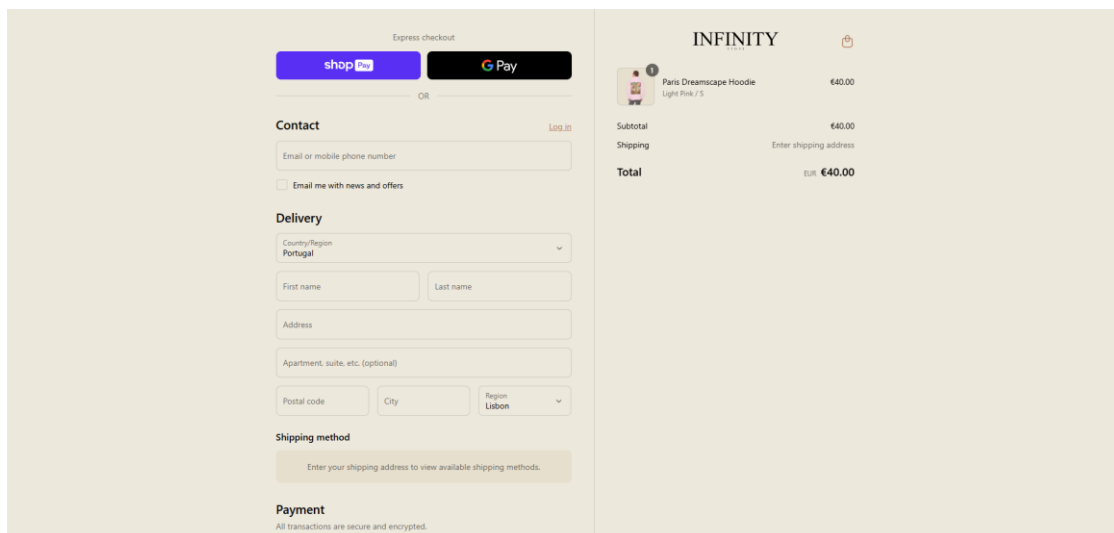 Express checkout
shop Pay
G Pay
OR
Contact
Log in
Email or mobile phone number
Email me with news and offers
Delivery
Country/Region
Portugal
First name
Last name
Address
Apartment, suite, etc. (optional)
Postal code
City
Region
Lisbon
Shipping method
Enter your shipping address to view available shipping methods.
Payment
All transactions are secure and encrypted.
INFINITY
1
Paris Dreamscape Hoodie
€40.00
Light Pink / S
Subtotal
€40.00
Shipping
Enter shipping address
Total
EUR €40.00